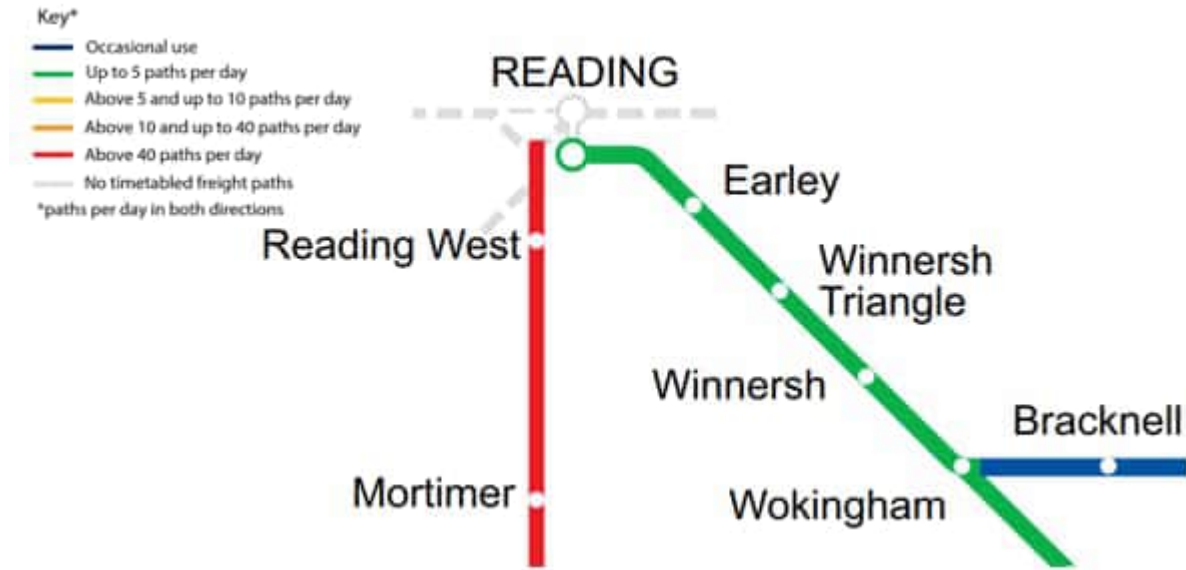 Key*
Occasional use
Up to 5 paths per day
Above 5 and up to 10 paths per day
Above 10 and up to 40 paths per day
Above 40 paths per day
No timetabled freight paths
*paths per day in both directions
READING
Earley
Reading West
Winnersh
Triangle
Winnersh
Bracknell
Mortimer
Wokingham